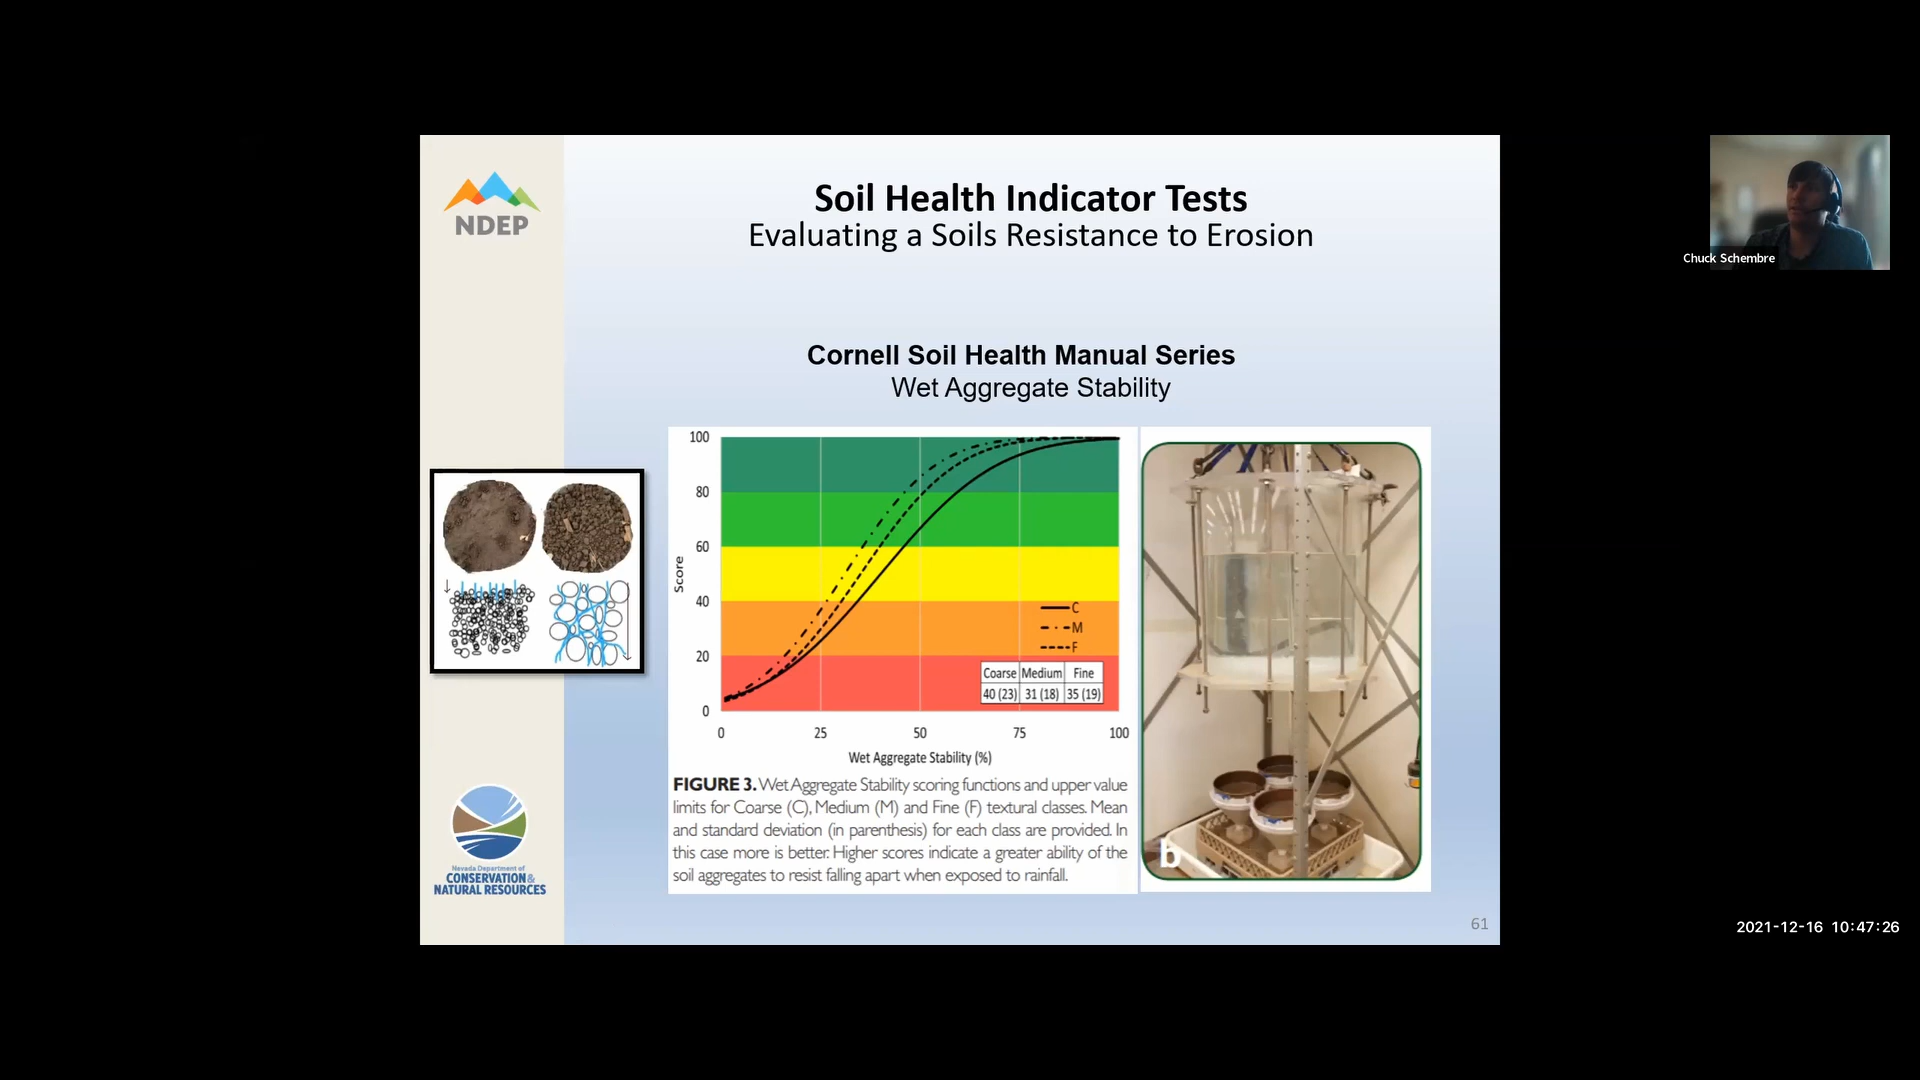 NDEP
Soil Health Indicator Tests
Evaluating a Soils Resistance to Erosion
Chuck Schembre
Cornell Soil Health Manual Series
Wet Aggregate Stability
100
80
60
40
20
0
Score
C
M
F
Coarse Medium Fine
40 (23) 31 (18) 35 (19)
0 25 50 75 100
Wet Aggregate Stability (%)
FIGURE 3. Wet Aggregate Stability scoring functions and upper value
limits for Coarse (C), Medium (M) and Fine (F) textural classes. Mean
and standard deviation (in parenthesis) for each class are provided. In
this case more is better. Higher scores indicate a greater ability of the
soil aggregates to resist falling apart when exposed to rainfall.
b
Nevada Department of
CONSERVATION &
NATURAL RESOURCES
61
2021-12-16 10:47:26